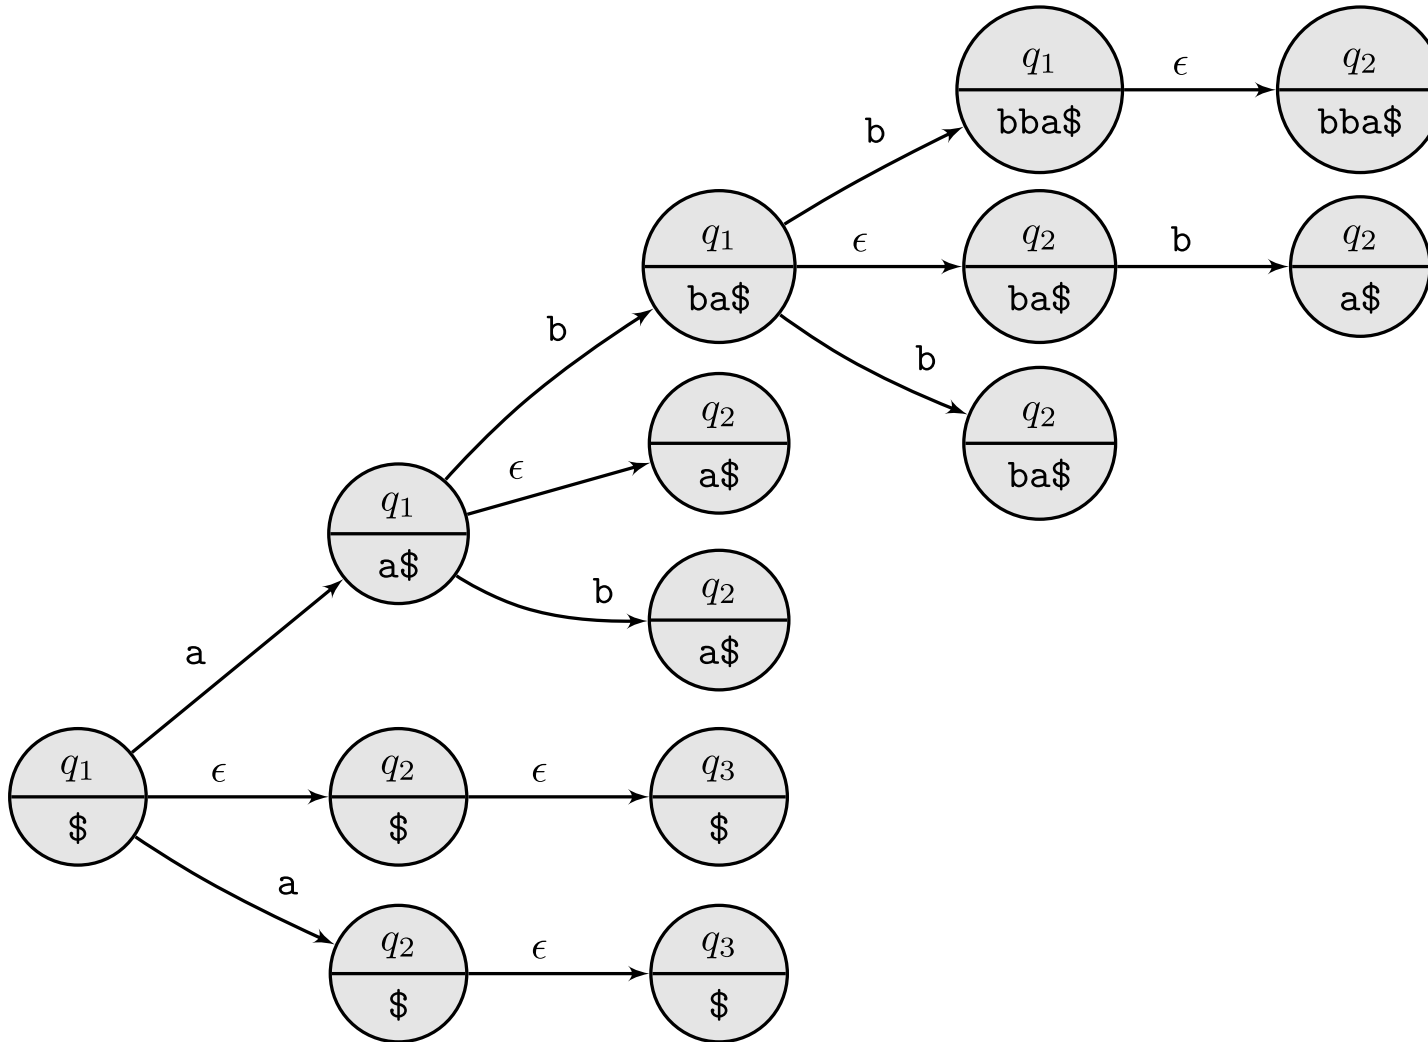 q₁
bba$
ϵ
q₂
bba$
b
q₁
ba$
ϵ
q₂
ba$
b
q₂
a$
b
b
q₂
ba$
q₁
a$
ϵ
q₂
a$
b
q₂
a$
a
q₁
$
ϵ
q₂
$
ϵ
q₃
$
a
q₂
$
ϵ
q₃
$